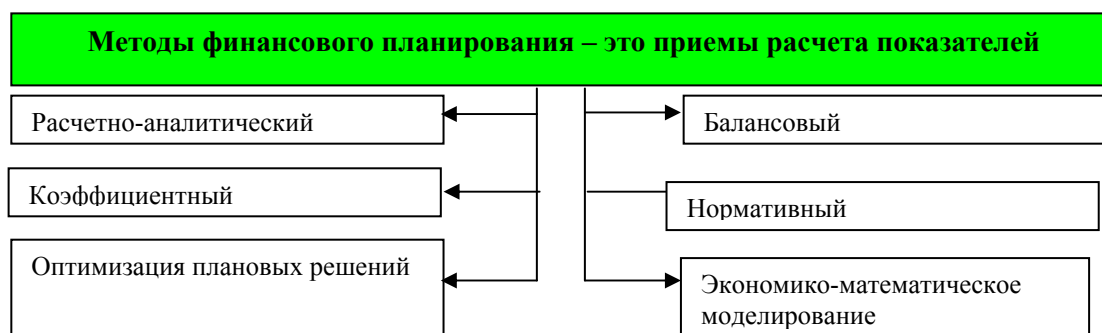 Методы финансового планирования – это приемы расчета показателей
Расчетно-аналитический
Балансовый
Коэффициентный
Нормативный
Оптимизация плановых решений
Экономико-математическое
моделирование